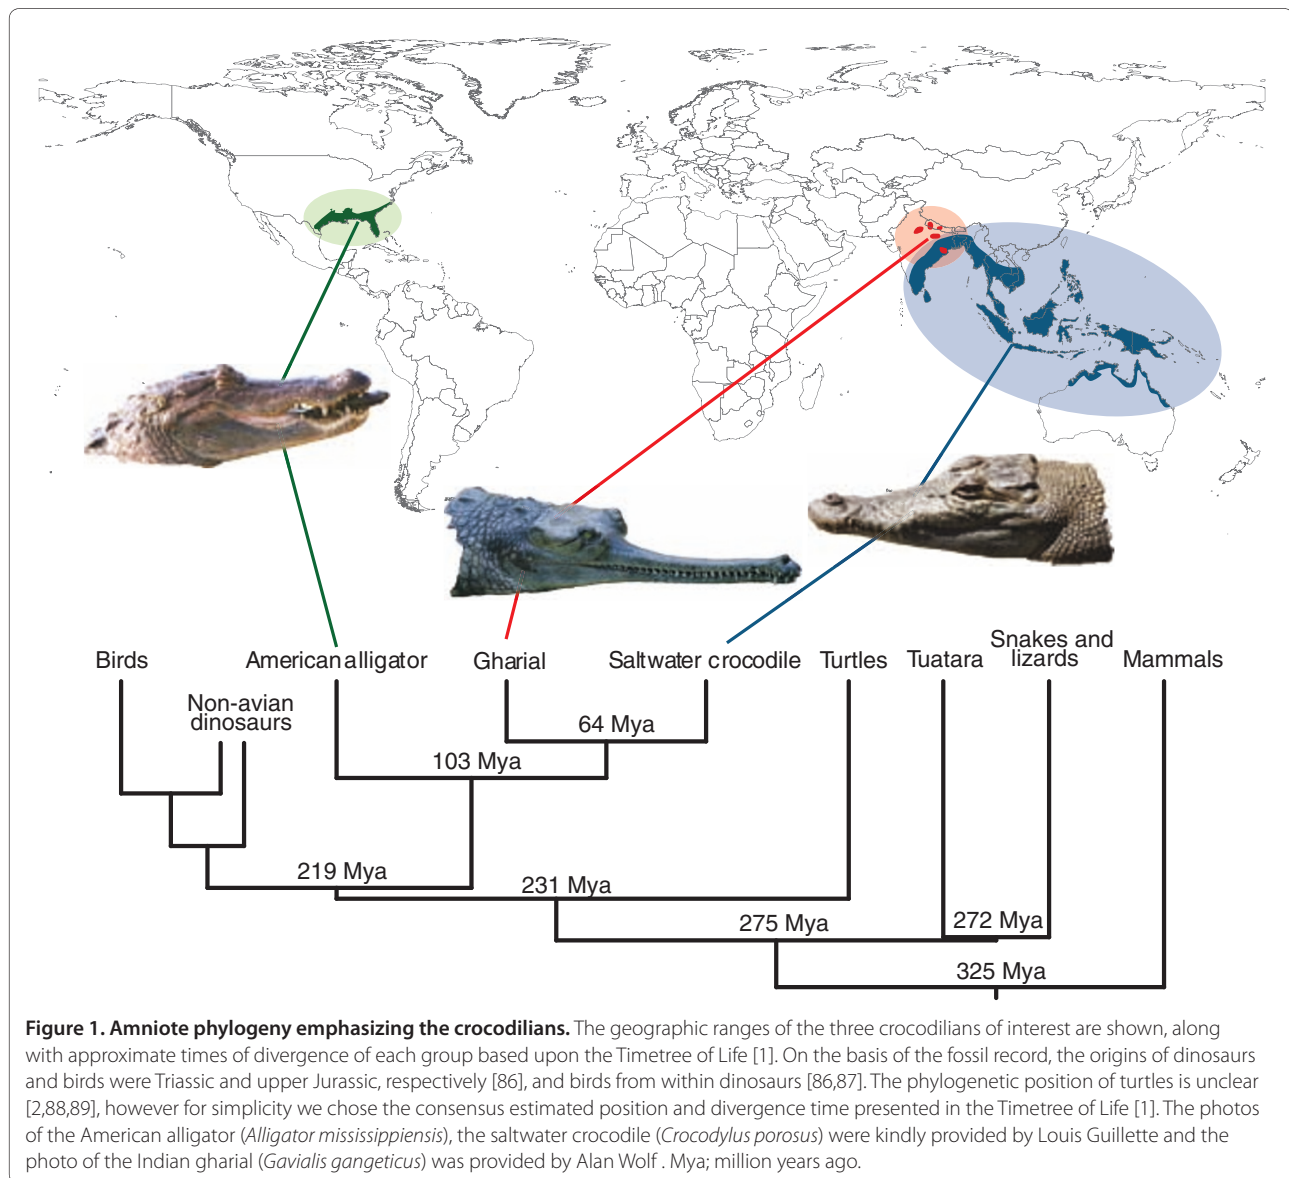 Birds
American alligator
Gharial
Saltwater crocodile
Turtles
Tuatara
Snakes and
lizards
Mammals
Non-avian
dinosaurs
64 Mya
103 Mya
219 Mya
231 Mya
275 Mya
272 Mya
325 Mya
Figure 1. Amniote phylogeny emphasizing the crocodilians. The geographic ranges of the three crocodilians of interest are shown, along
with approximate times of divergence of each group based upon the Timetree of Life [1]. On the basis of the fossil record, the origins of dinosaurs
and birds were Triassic and upper Jurassic, respectively [86], and birds from within dinosaurs [86,87]. The phylogenetic position of turtles is unclear
[2,88,89], however for simplicity we chose the consensus estimated position and divergence time presented in the Timetree of Life [1]. The photos
of the American alligator (Alligator mississippiensis), the saltwater crocodile (Crocodylus porosus) were kindly provided by Louis Guillette and the
photo of the Indian gharial (Gavialis gangeticus) was provided by Alan Wolf . Mya; million years ago.